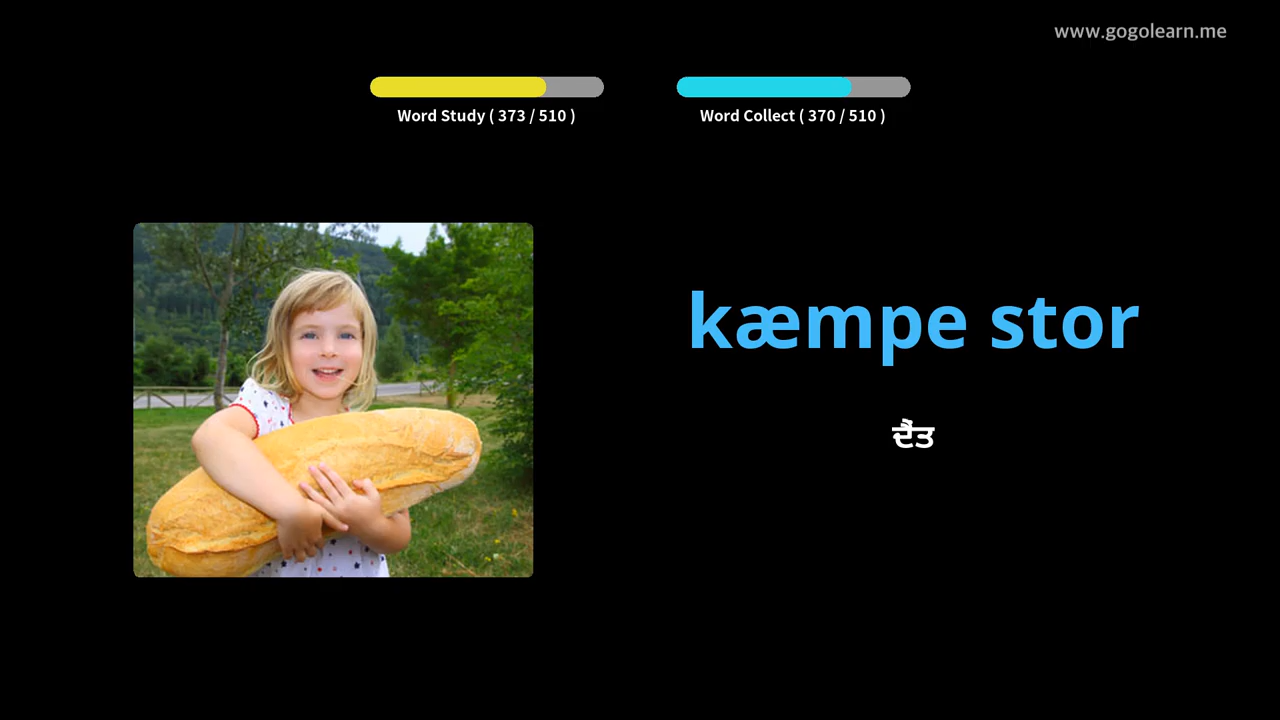 www.gogolearn.me
Word Study ( 373 / 510 )
Word Collect ( 370 / 510 )
kæmpe stor
ਦੈਂਤ